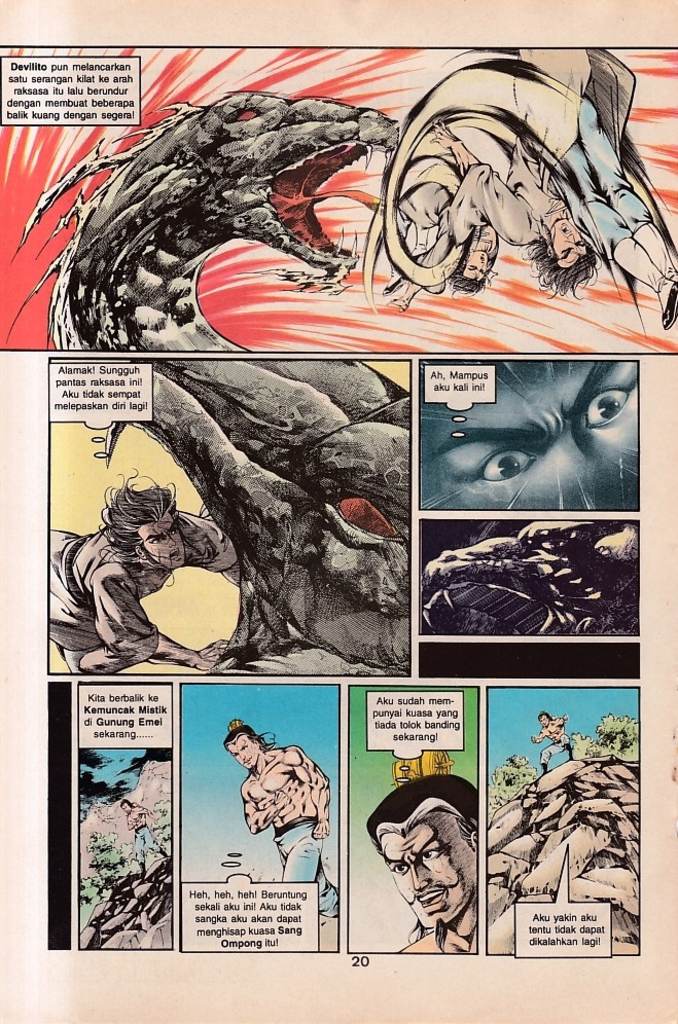 Devilito pun melancarkan
satu serangan kilat ke arah
raksasa itu lalu berundur
dengan membuat beberapa
balik kuang dengan segera!
Alamak! Sungguh
pantas raksasa ini!
Aku tidak sempat
melepaskan diri lagi!
Ah, Mampus
aku kali ini!
Kita berbalik ke
Kemuncak Mistik
di Gunung Emei
sekarang......
Heh, heh, heh! Beruntung
sekali aku ini! Aku tidak
sangka aku akan dapat
menghisap kuasa Sang
Ompong itu!
Aku sudah mem-
punyai kuasa yang
tiada tolok banding
sekarang!
Aku yakin aku
tentu tidak dapat
dikalahkan lagi!
20